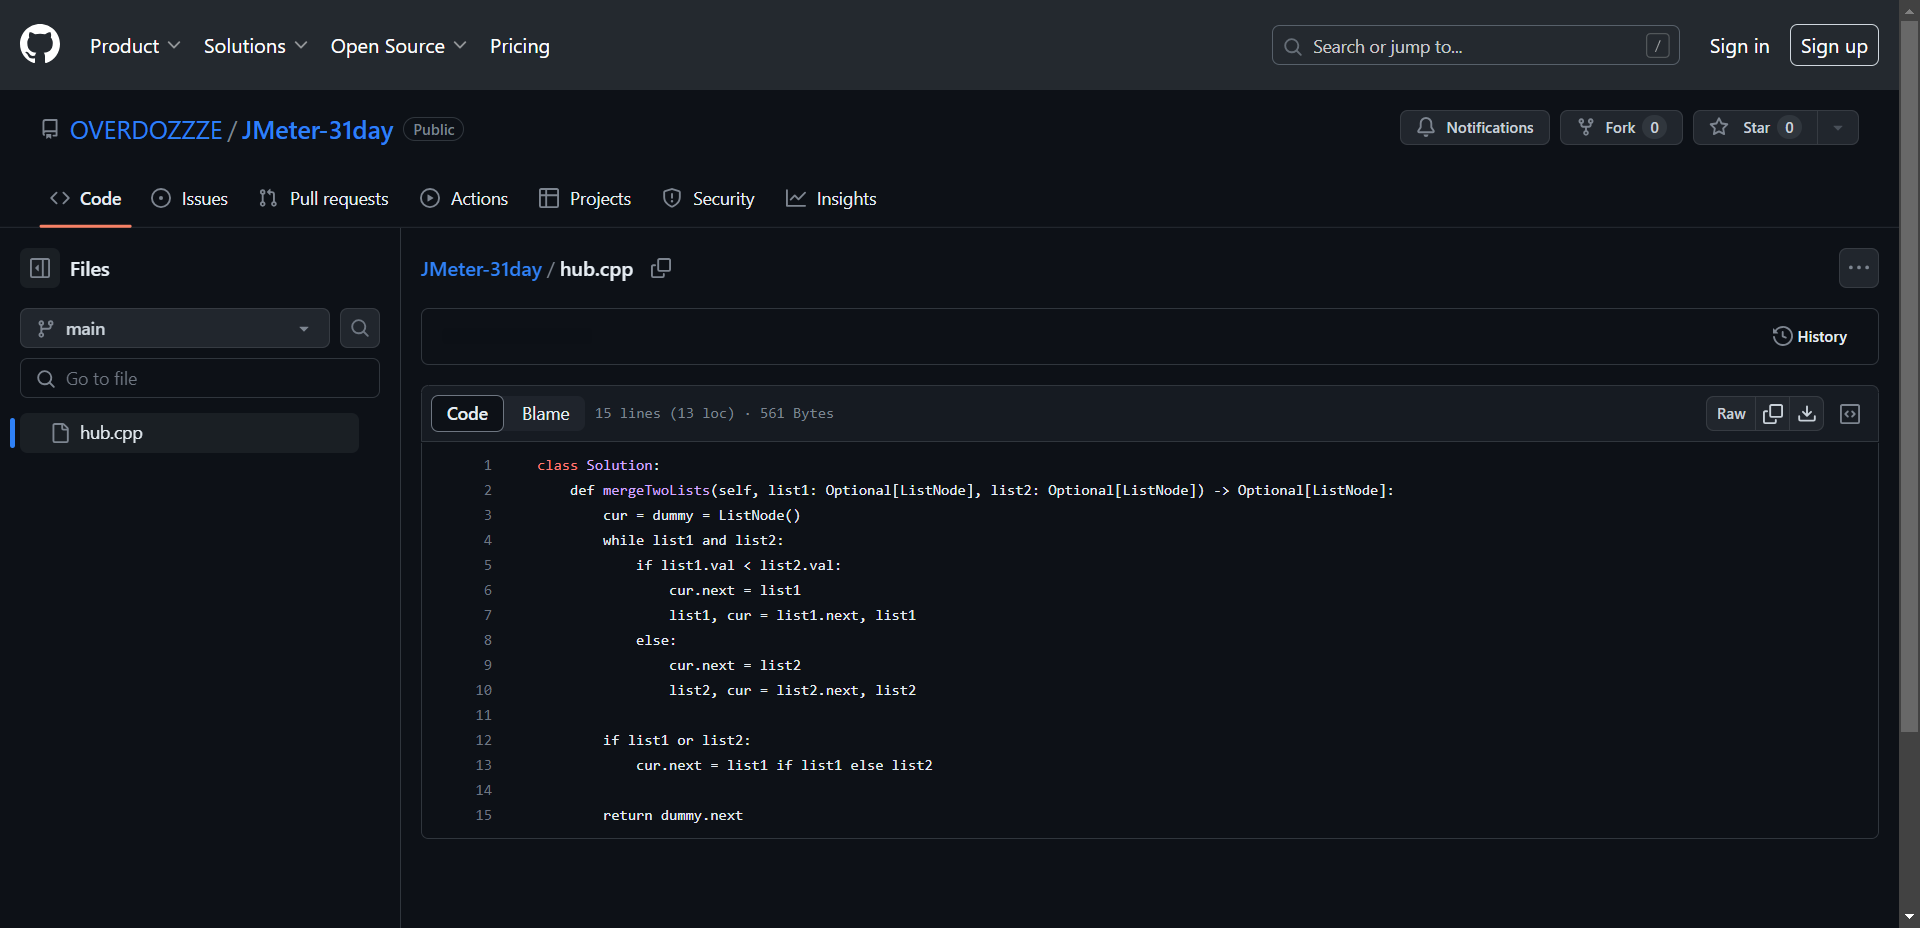 Product Solutions Open Source Pricing Search or jump to... / Sign in Sign up
OVERDOZZZE / JMeter-31day Public Notifications Fork 0 Star 0
Code Issues Pull requests Actions Projects Security Insights
Files
main
Go to file
hub.cpp
JMeter-31day / hub.cpp
History
Code Blame 15 lines (13 loc) · 561 Bytes Raw
1 class Solution:
2     def mergeTwoLists(self, list1: Optional[ListNode], list2: Optional[ListNode]) -> Optional[ListNode]:
3         cur = dummy = ListNode()
4         while list1 and list2:
5             if list1.val < list2.val:
6                 cur.next = list1
7                 list1, cur = list1.next, list1
8             else:
9                 cur.next = list2
10                 list2, cur = list2.next, list2
11
12         if list1 or list2:
13             cur.next = list1 if list1 else list2
14
15         return dummy.next